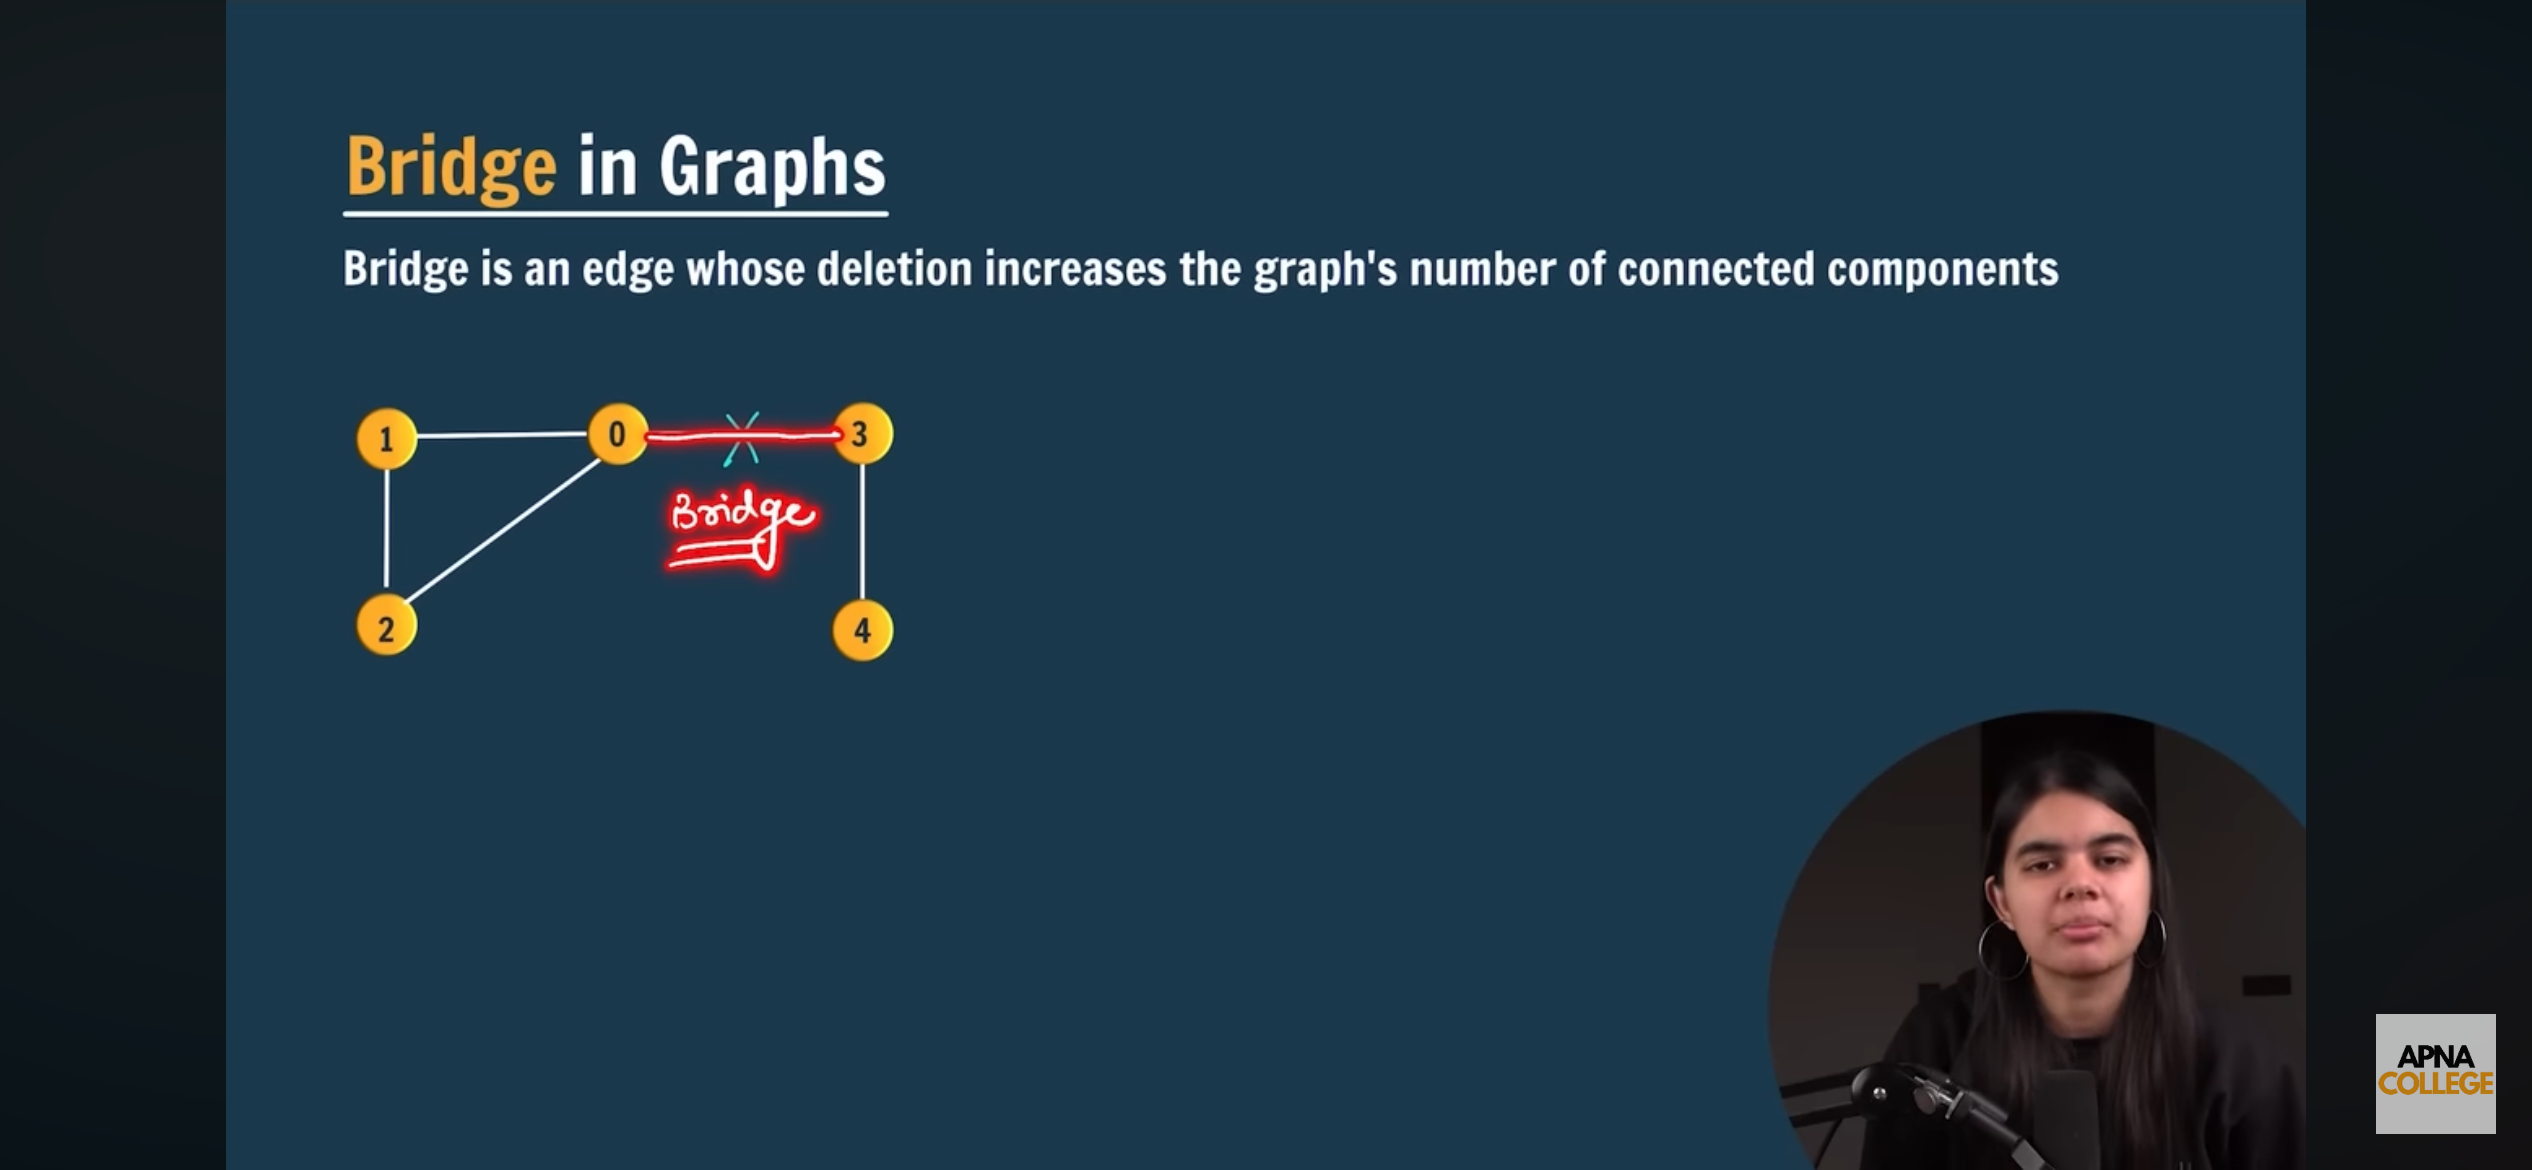 Bridge in Graphs
Bridge is an edge whose deletion increases the graph's number of connected components
1 0 3
Bridge
2 4
APNA
COLLEGE